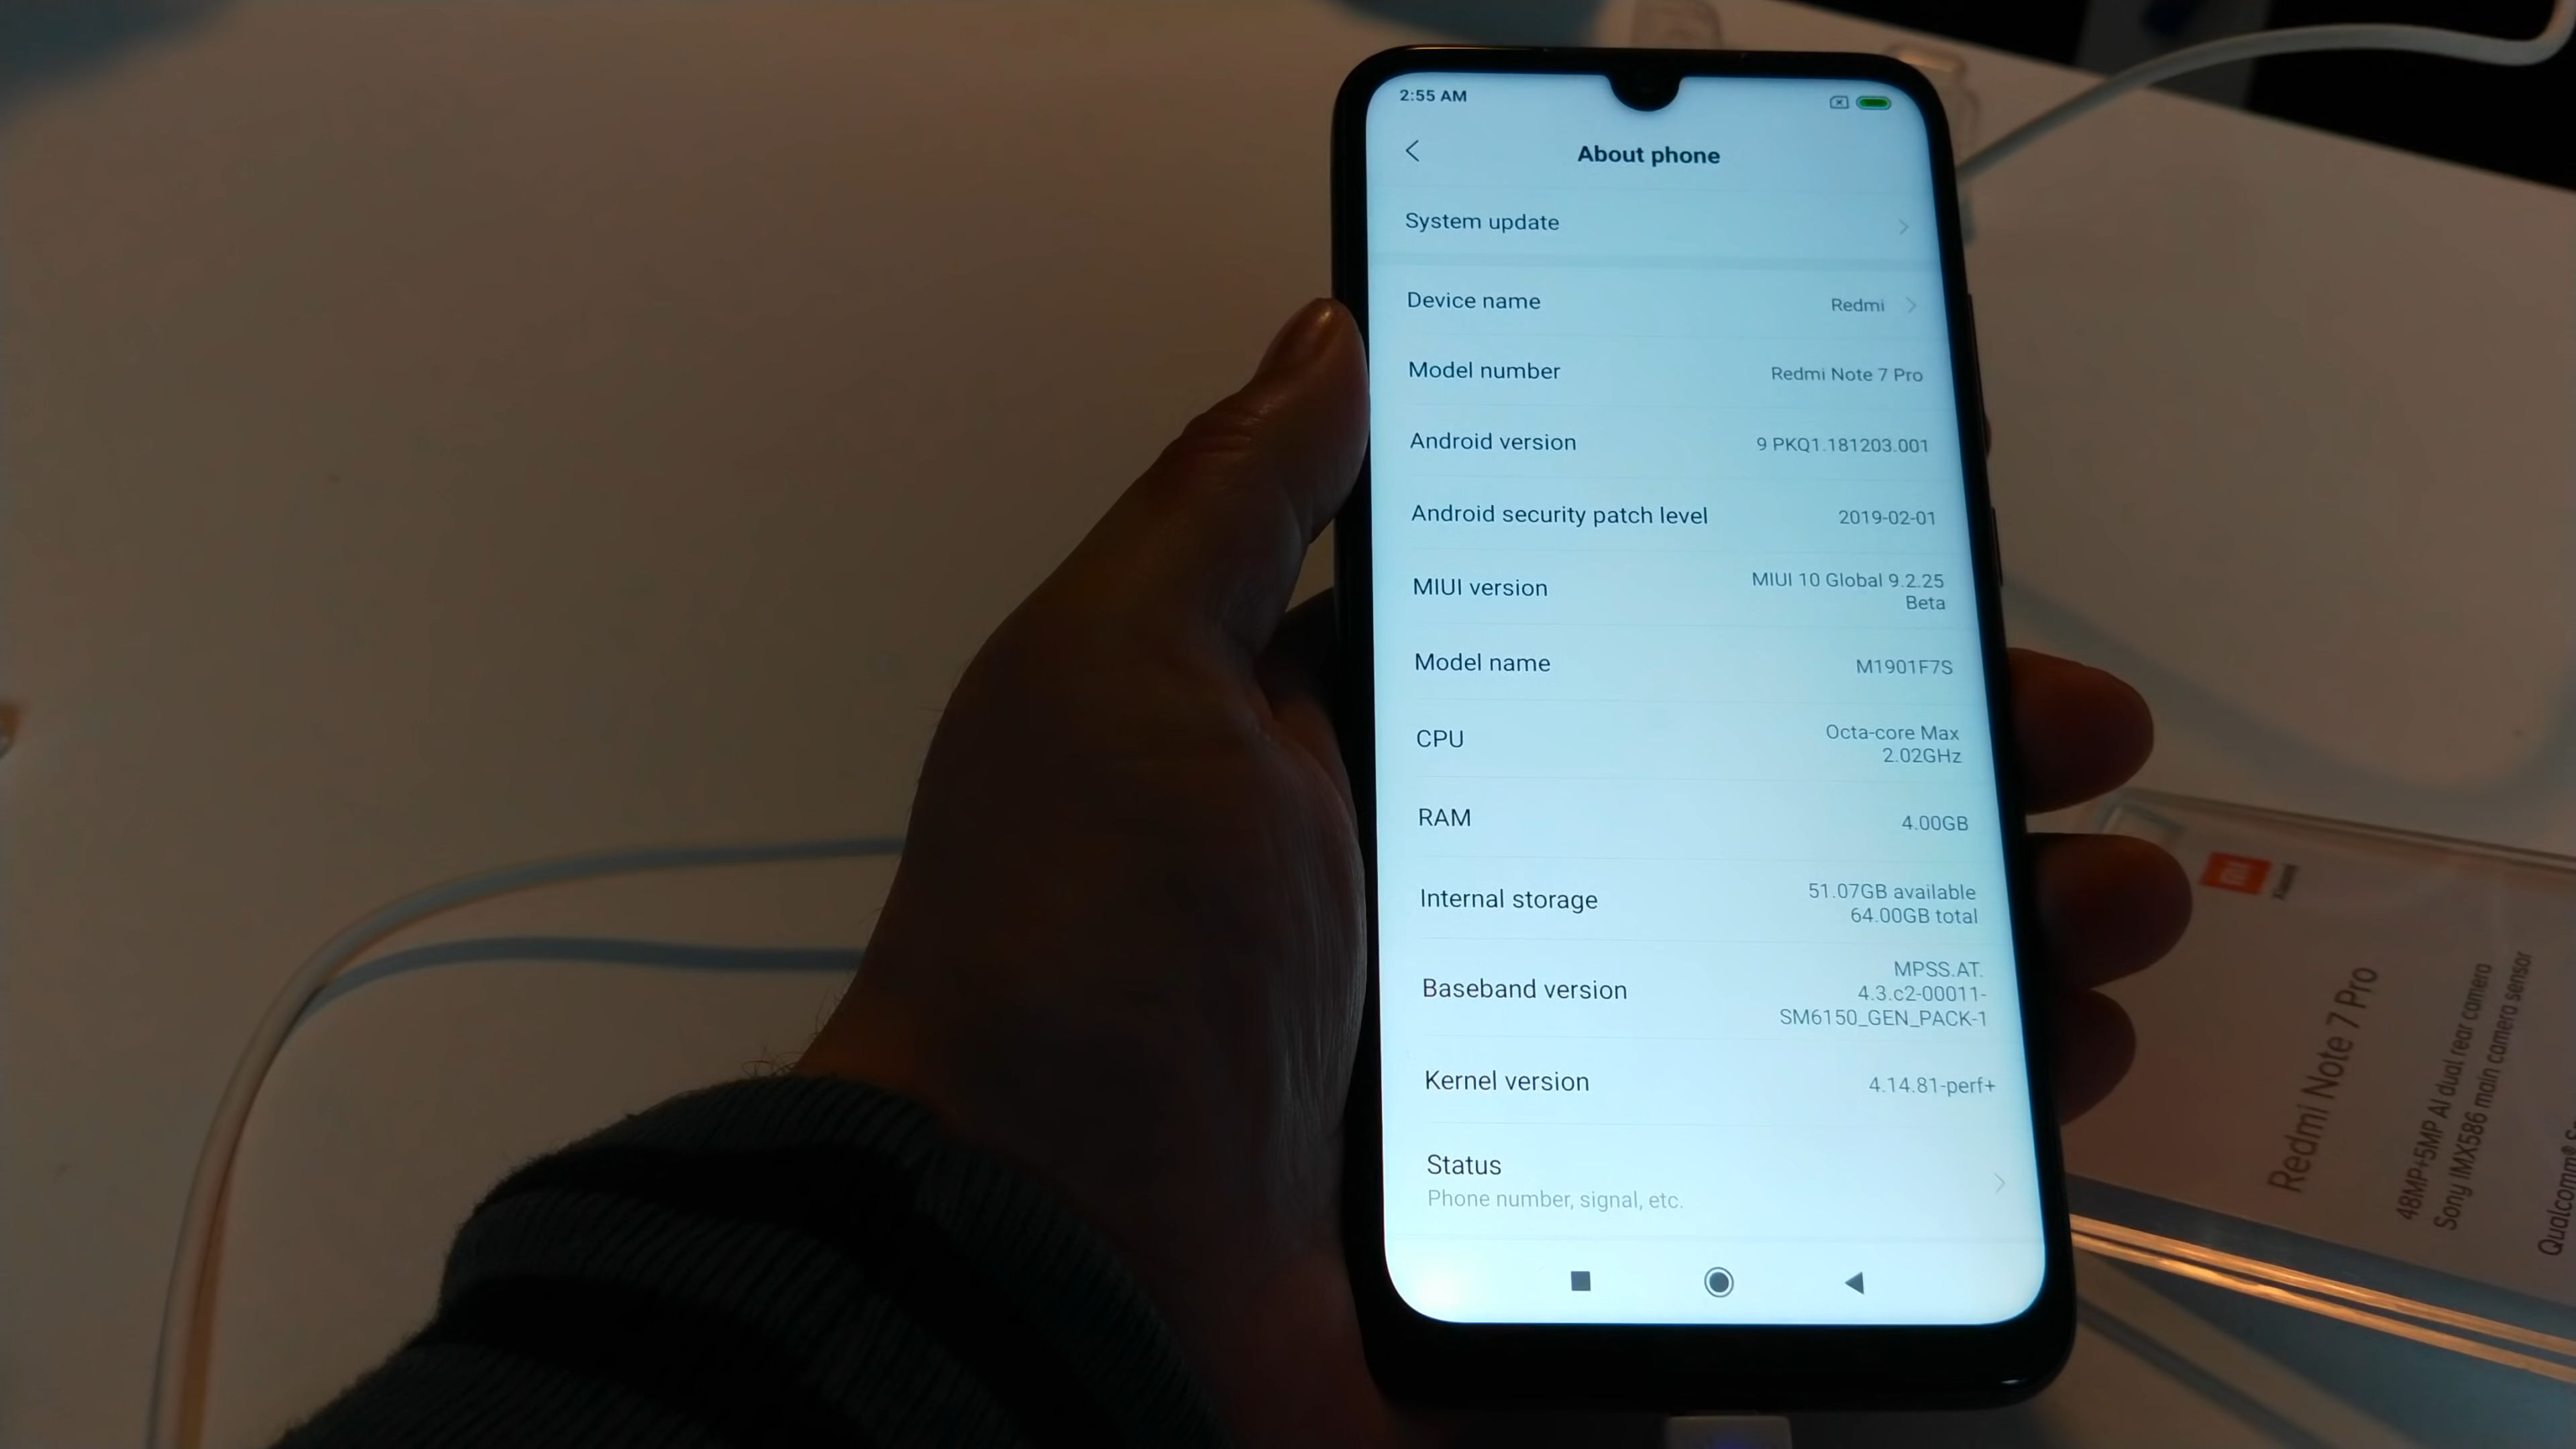 2:55 AM
About phone
System update
Device name
Redmi
Model number
Redmi Note 7 Pro
Android version
9 PKQ1.181203.001
Android security patch level
2019-02-01
MIUI version
MIUI 10 Global 9.2.25
Beta
Model name
M1901F7S
CPU
Octa-core Max
2.02GHz
RAM
4.00GB
Internal storage
51.07GB available
64.00GB total
Baseband version
MPSS.AT.
4.3.c2-00011-
SM6150_GEN_PACK-1
Kernel version
4.14.81-perf+
Status
Phone number, signal, etc.
mi
Redmi Note 7 Pro
48MP+5MP AI dual rear camera
Sony IMX586 main camera sensor
Qualcomm®